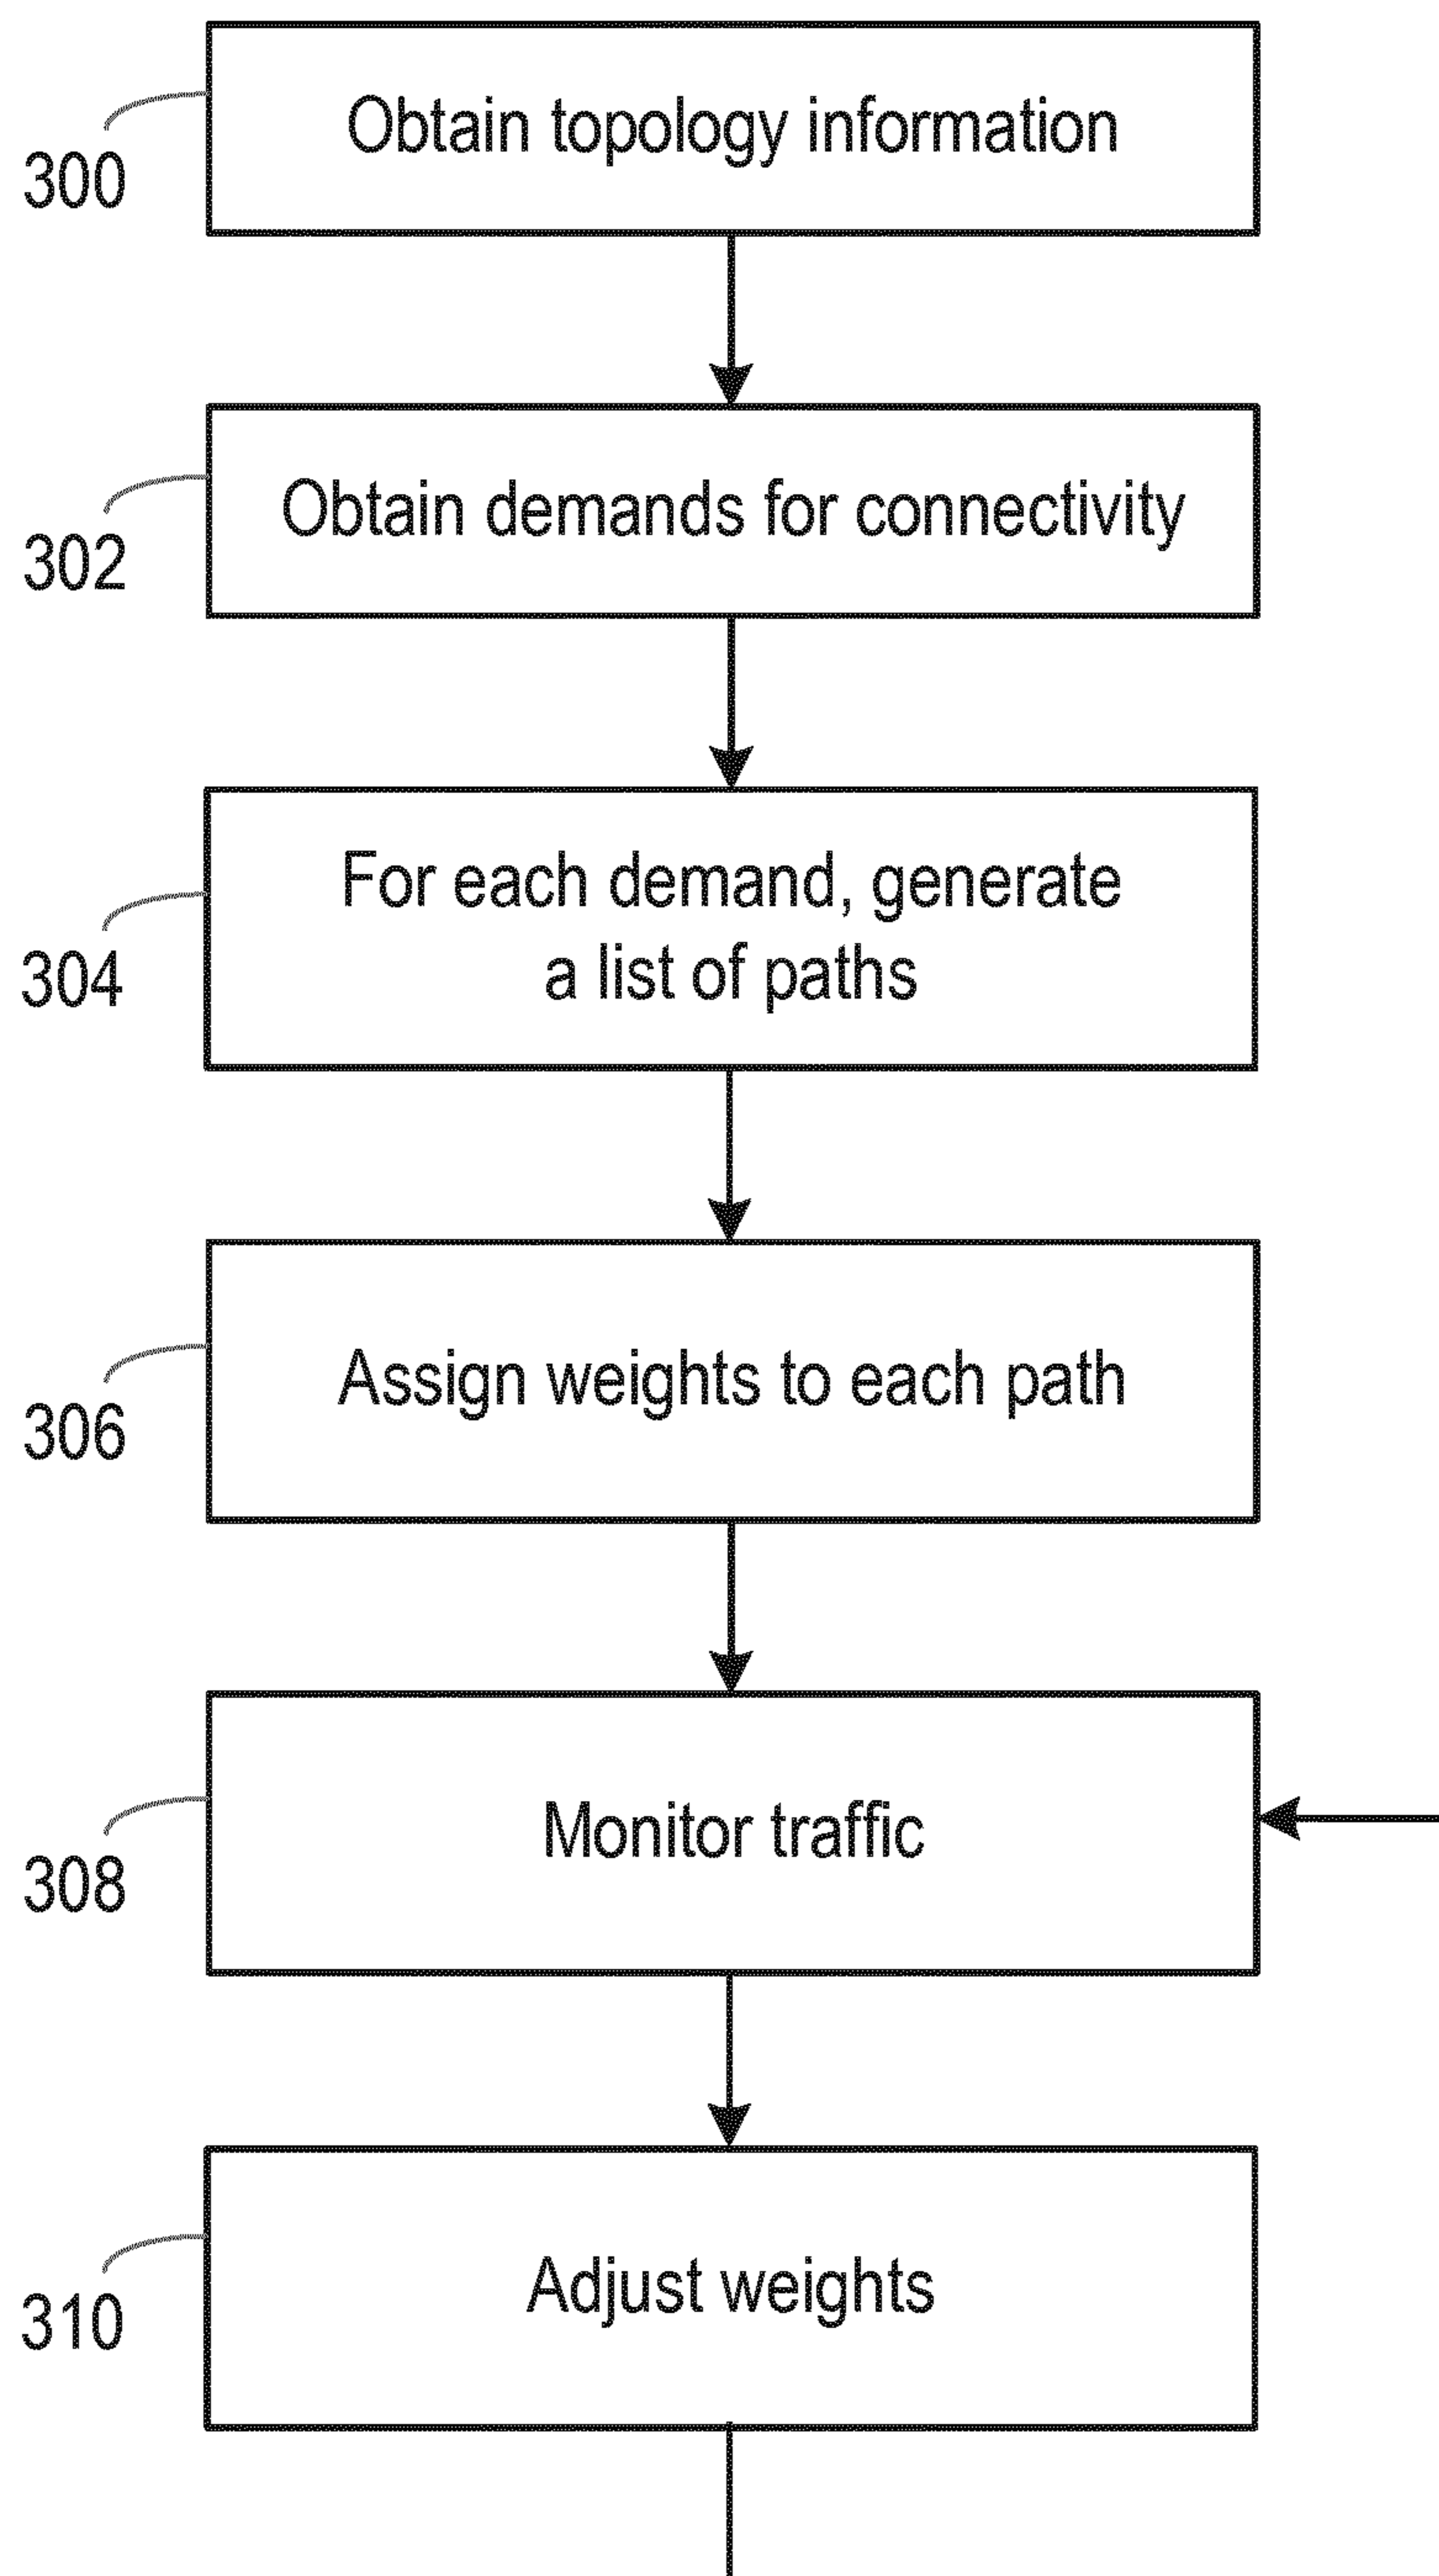 Obtain topology information
300
Obtain demands for connectivity
302
For each demand, generate
a list of paths
304
Assign weights to each path
306
Monitor traffic
308
Adjust weights
310